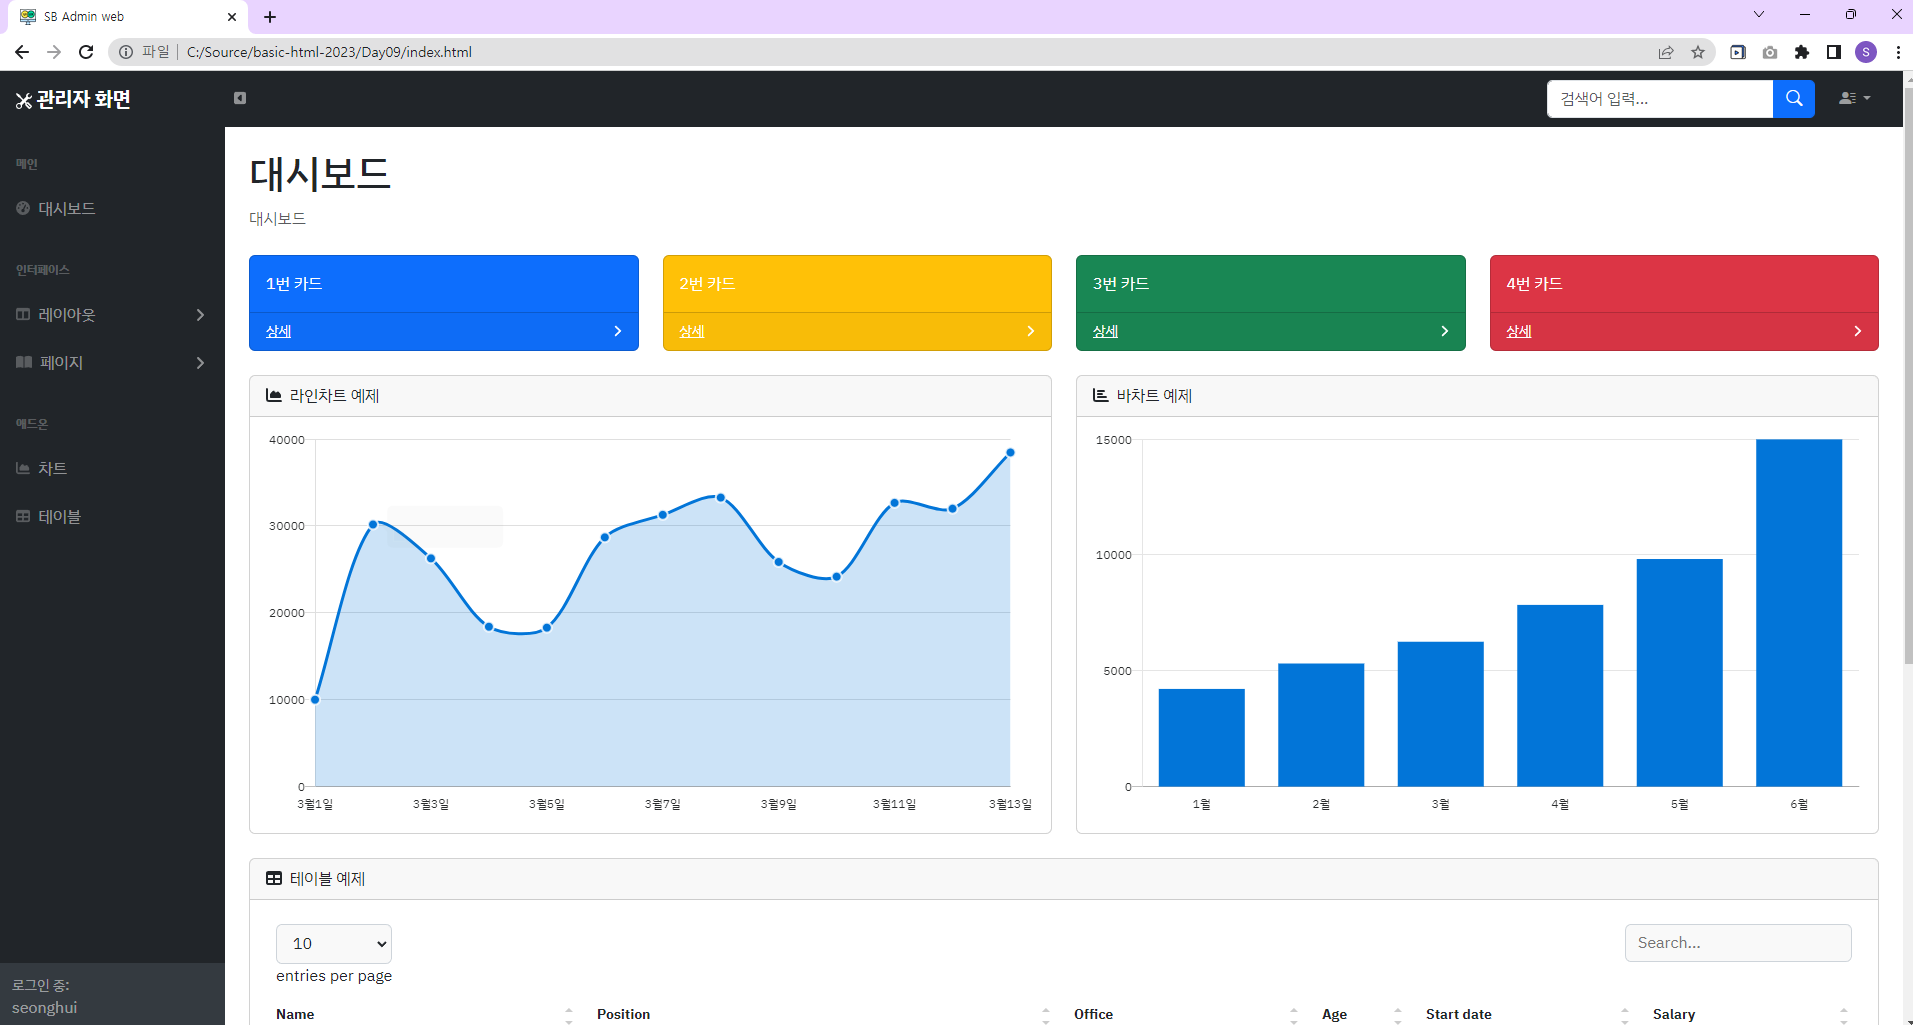 SB Admin web
파일 C:/Source/basic-html-2023/Day09/index.html
S
관리자 화면
검색어 입력...
메인
대시보드
인터페이스
레이아웃
페이지
애드온
차트
테이블
로그인 중:
seonghui
대시보드
대시보드
1번 카드
상세
2번 카드
상세
3번 카드
상세
4번 카드
상세
라인차트 예제
40000
30000
20000
10000
0
3월1일 3월3일 3월5일 3월7일 3월9일 3월11일 3월13일
바차트 예제
15000
10000
5000
0
1월 2월 3월 4월 5월 6월
테이블 예제
10
entries per page
Search...
Name Position Office Age Start date Salary